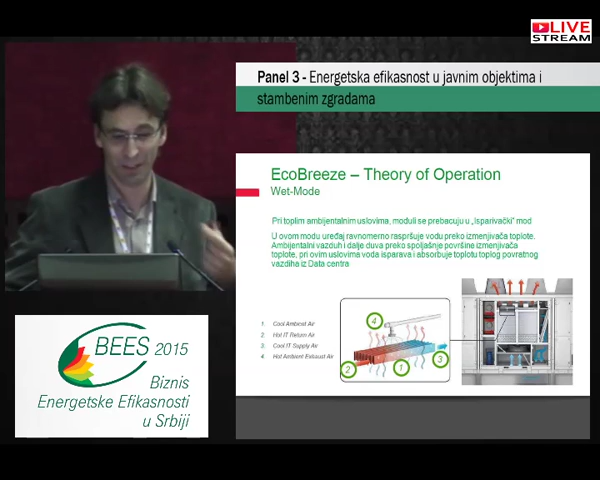 LIVE
STREAM
Panel 3 - Energetska efikasnost u javnim objektima i
stambenim zgradama
EcoBreeze – Theory of Operation
Wet-Mode
Pri toplim ambijentalnim uslovima, moduli se prebacuju u „Isparivački“ mod
U ovom modu uređaj ravnomerno raspršuje vodu preko izmenjivača toplote.
Ambijentalni vazduh i dalje duva preko spoljašnje površine izmenjivača
toplote, pri ovim uslovima voda isparava i absorbuje toplotu toplog povratnog
vazdiha iz Data centra
1. Cool Ambient Air
2. Hot IT Return Air
3. Cool IT Supply Air
4. Hot Ambient Exhaust Air
4
3
2
1
BEES 2015
Biznis
Energetske Efikasnosti
u Srbiji